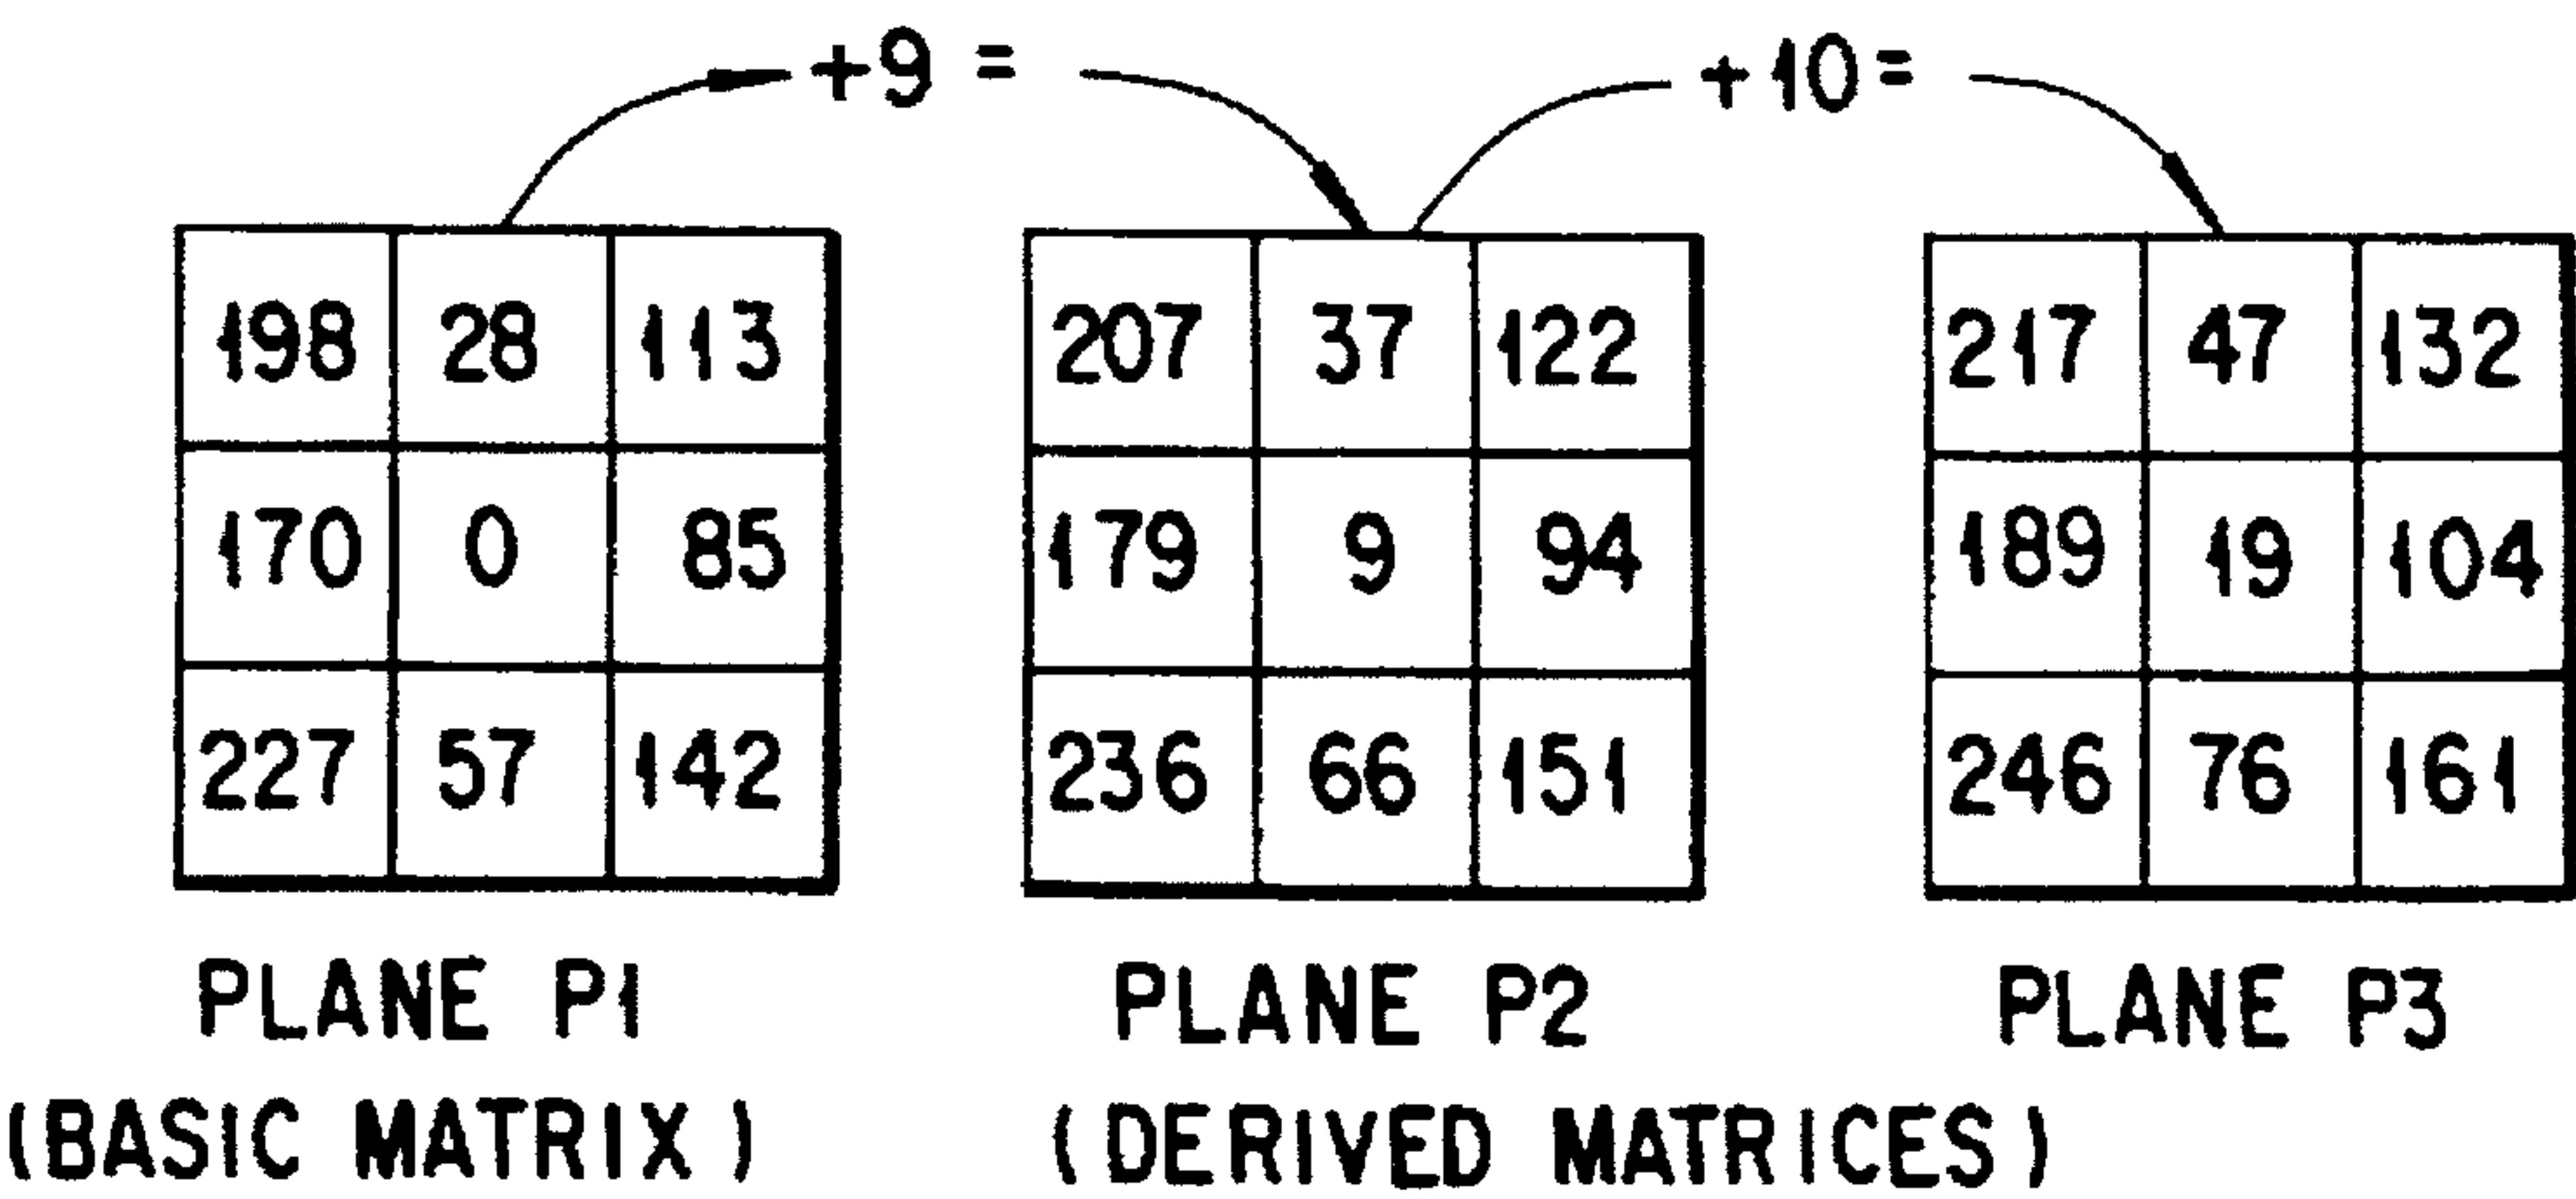 +9 = +10=
198 28 113 207 37 122 217 47 132
170 0 85 179 9 94 189 19 104
227 57 142 236 66 151 246 76 161
PLANE P1 PLANE P2 PLANE P3
(BASIC MATRIX) (DERIVED MATRICES)